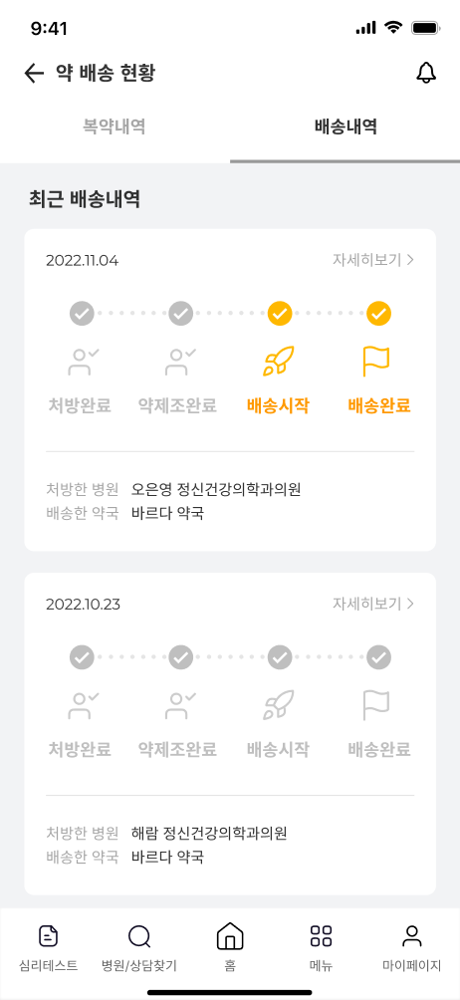 9:41
약 배송 현황
복약내역 배송내역
최근 배송내역
2022.11.04 자세히보기
처방완료 약제조완료 배송시작 배송완료
처방한 병원 오은영 정신건강의학과의원
배송한 약국 바르다 약국
2022.10.23 자세히보기
처방완료 약제조완료 배송시작 배송완료
처방한 병원 해람 정신건강의학과의원
배송한 약국 바르다 약국
심리테스트 병원/상담찾기 홈 메뉴 마이페이지